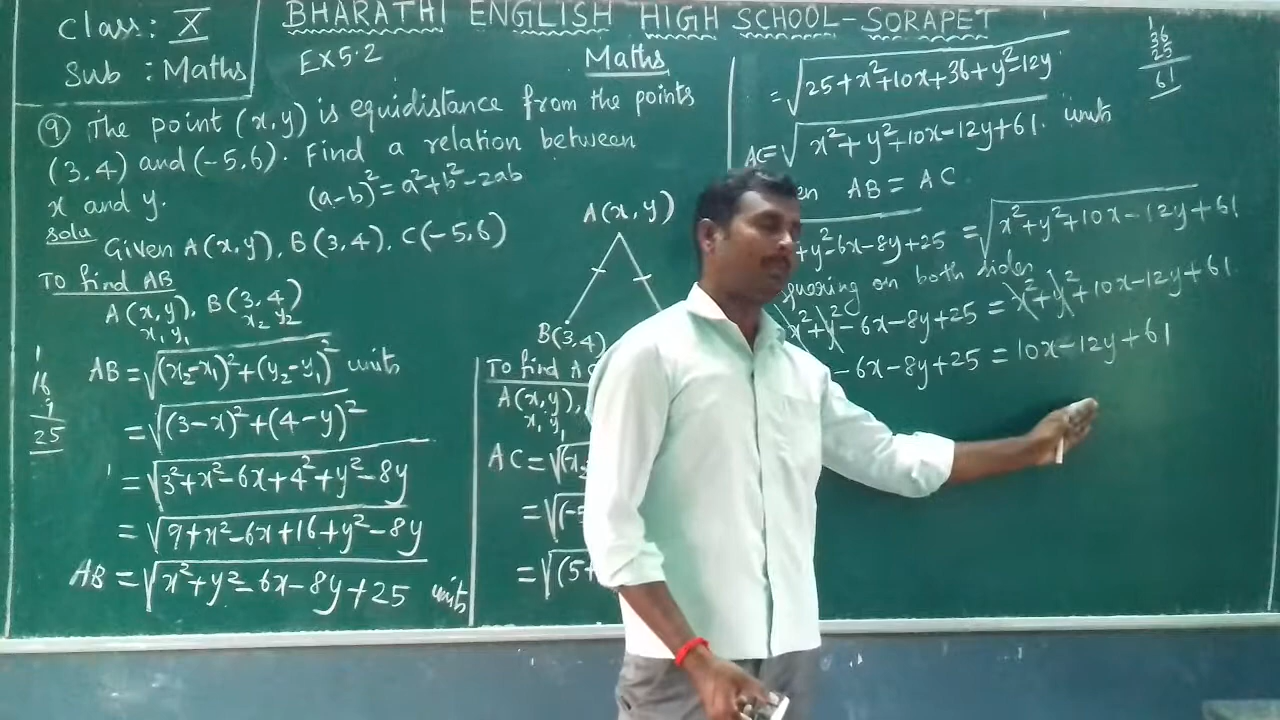 Class: X
Sub : Maths
BHARATHI ENGLISH HIGH SCHOOL-SORAPET
EX 5.2
Maths
9) The point (x,y) is equidistance from the points
(3,4) and (-5,6). Find a relation between
x and y.
(a-b)²=a²+b²-2ab
Solu
Given A(x,y), B(3,4), C(-5,6)
To find AB
A(x,y), B(3,4)
x₁ y₁ x₂ y₂
AB=√(x₂-x₁)²+(y₂-y₁)² units
=√(3-x)²+(4-y)²
=√3²+x²-6x+4²+y²-8y
=√9+x²-6x+16+y²-8y
AB=√x²+y²-6x-8y+25 units
1
16
9
25
A(x,y)
B(3,4)
To find
A(x,y),
x₁ y₁
AC=√
=√(-5
=√(5+
=√25+x²+10x+36+y²-12y
AC=√x²+y²+10x-12y+61. units
1
36
25
61
AB=AC.
+y²-6x-8y+25 =√x²+y²+10x-12y+61
on both sides
x²+y²-6x-8y+25 = x²+y²+10x-12y+61.
-6x-8y+25 = 10x-12y+61